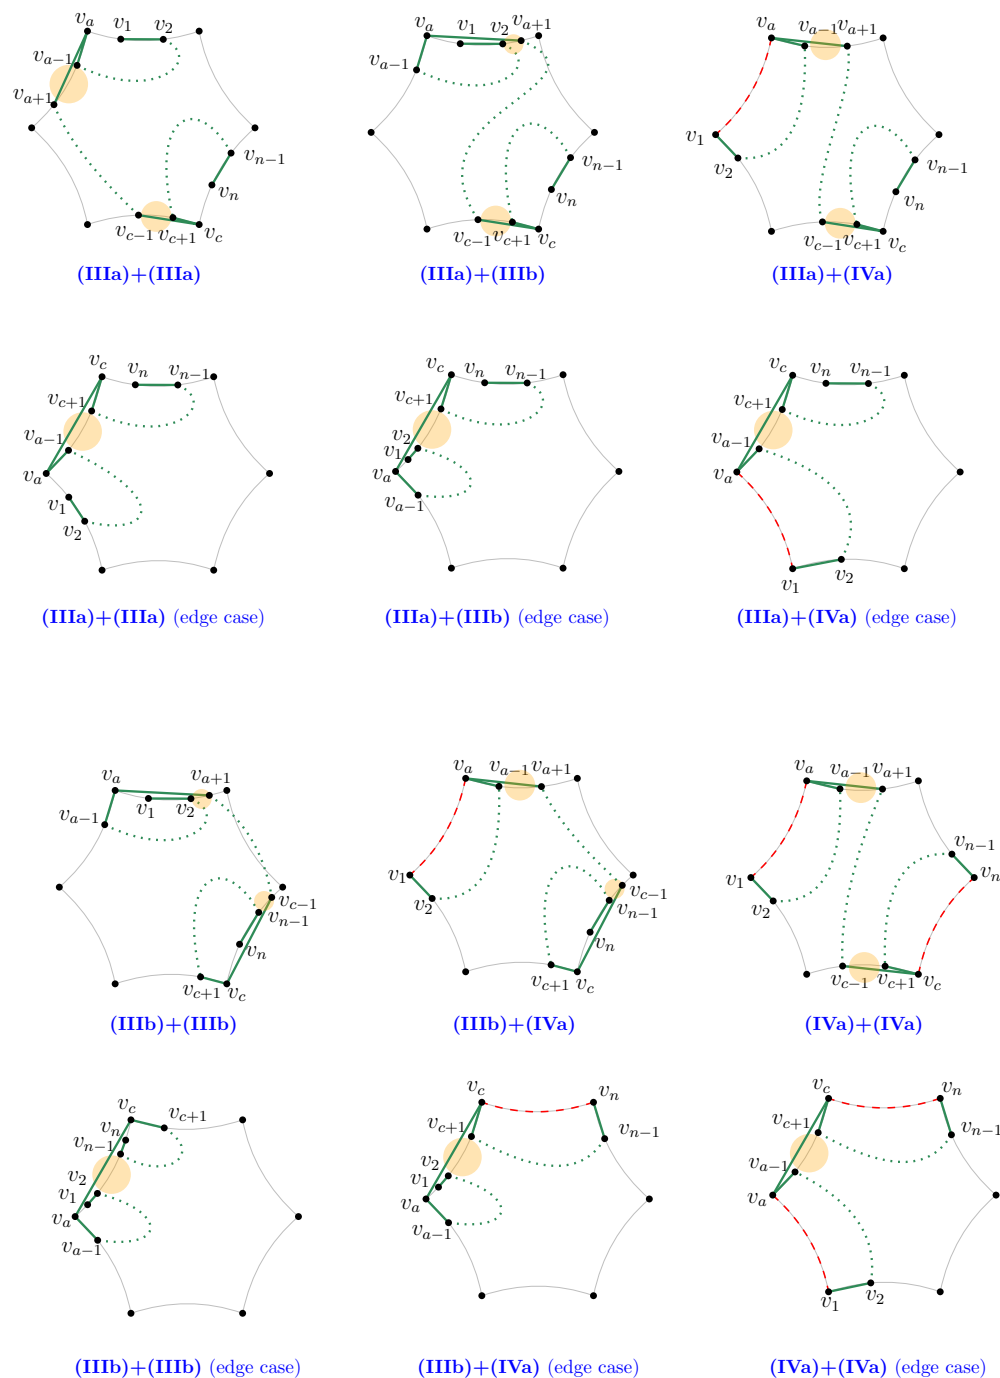 v_a v_1 v_2
v_{a−1}
v_{a+1}
v_{n−1}
v_n
v_{c−1} v_{c+1} v_c
(IIIa)+(IIIa)
v_a v_1 v_2 v_{a+1}
v_{a−1}
v_{n−1}
v_n
v_{c−1} v_{c+1} v_c
(IIIa)+(IIIb)
v_a v_{a−1} v_{a+1}
v_1
v_2
v_{n−1}
v_n
v_{c−1} v_{c+1} v_c
(IIIa)+(IVa)
v_c v_n v_{n−1}
v_{c+1}
v_{a−1}
v_a
v_1
v_2
(IIIa)+(IIIa) (edge case)
v_c v_n v_{n−1}
v_{c+1}
v_2
v_1
v_a
v_{a−1}
(IIIa)+(IIIb) (edge case)
v_c v_n v_{n−1}
v_{c+1}
v_{a−1}
v_a
v_1 v_2
(IIIa)+(IVa) (edge case)
v_a v_{a+1}
v_1 v_2
v_{a−1}
v_{c−1}
v_{n−1}
v_n
v_{c+1} v_c
(IIIb)+(IIIb)
v_a v_{a−1} v_{a+1}
v_1
v_2
v_{c−1}
v_{n−1}
v_n
v_{c+1} v_c
(IIIb)+(IVa)
v_a v_{a−1} v_{a+1}
v_{n−1}
v_1 v_n
v_2
v_{c−1} v_{c+1} v_c
(IVa)+(IVa)
v_c v_{c+1}
v_n
v_{n−1}
v_2
v_1
v_a
v_{a−1}
(IIIb)+(IIIb) (edge case)
v_c v_n
v_{c+1} v_{n−1}
v_2
v_1
v_a
v_{a−1}
(IIIb)+(IVa) (edge case)
v_c v_n
v_{c+1} v_{n−1}
v_{a−1}
v_a
v_1 v_2
(IVa)+(IVa) (edge case)